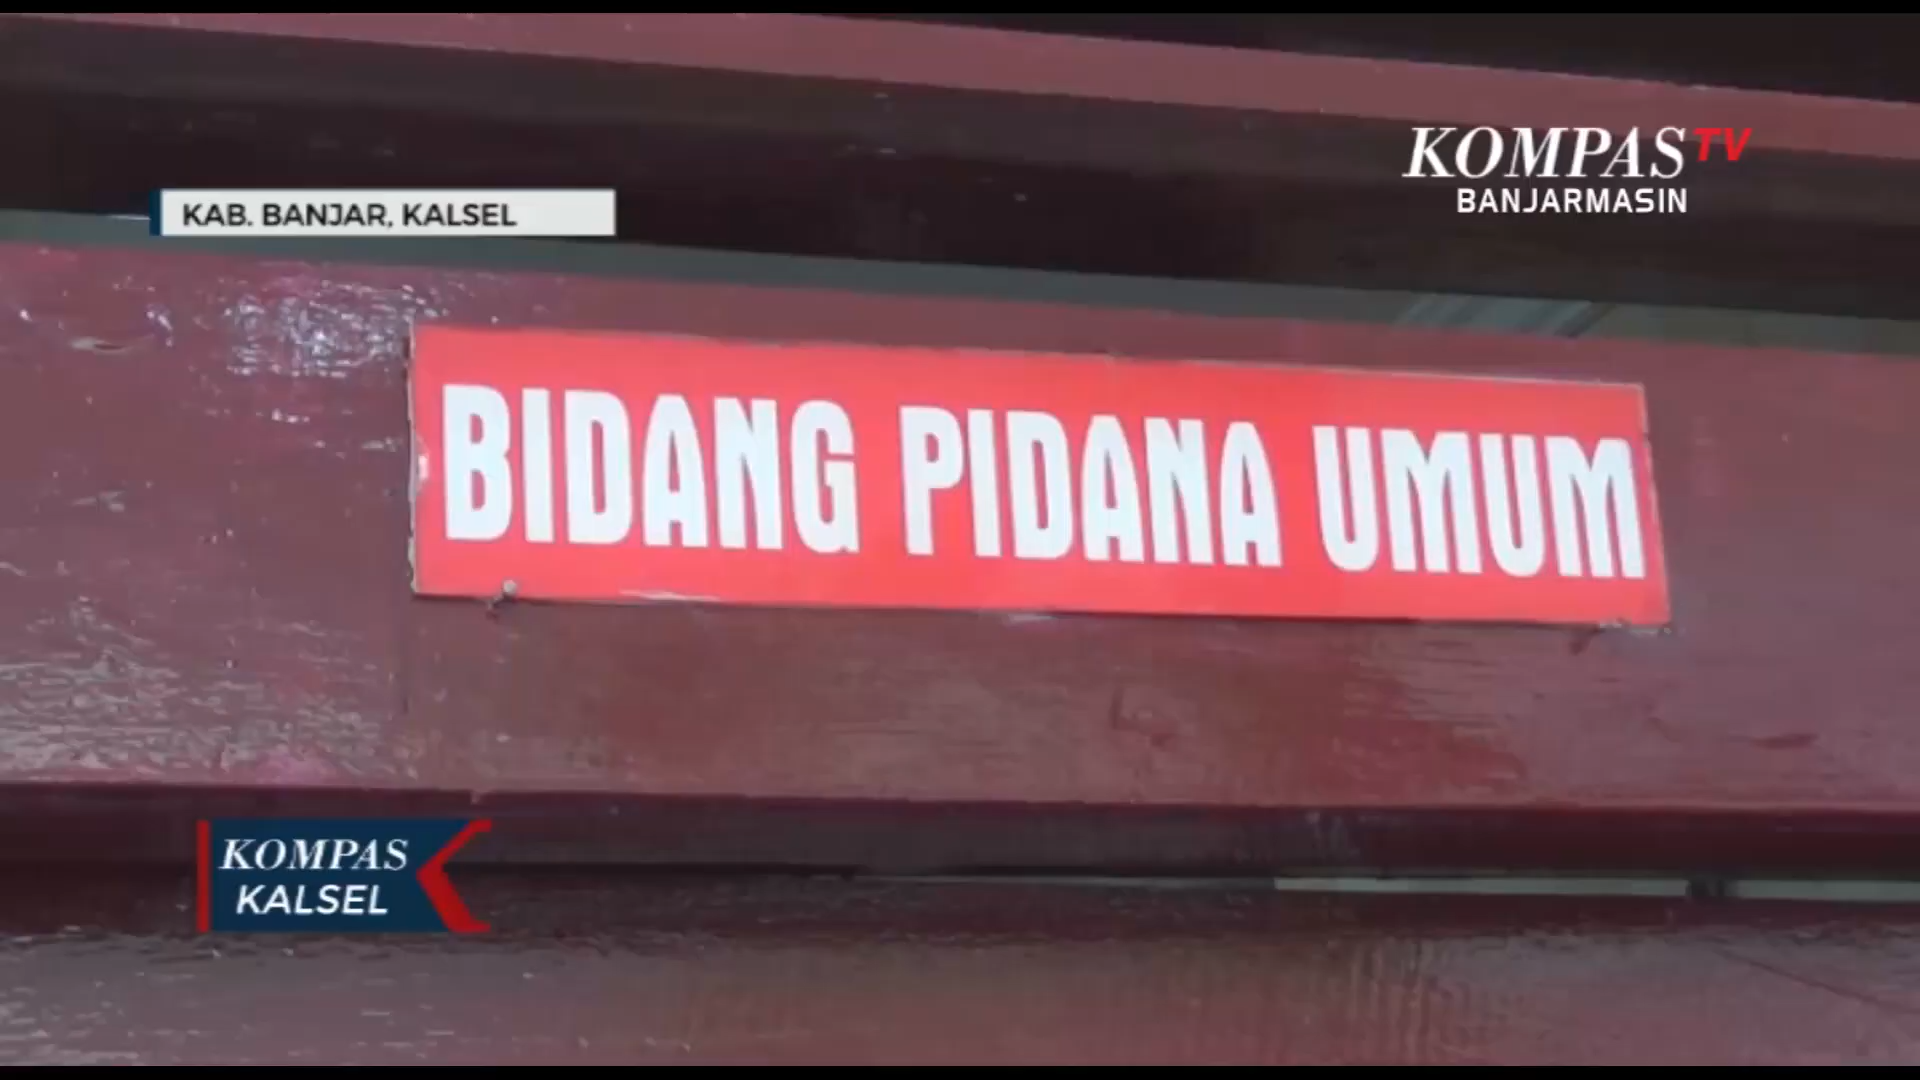 KOMPAS TV
BANJARMASIN
KAB. BANJAR, KALSEL
BIDANG PIDANA UMUM
KOMPAS
KALSEL